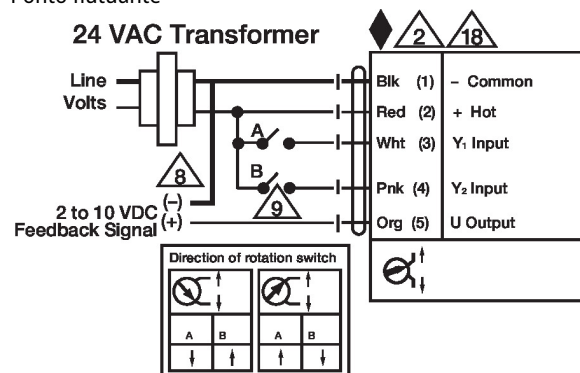 Ponto flutuante
24 VAC Transformer
2 18
Line
Volts
Blk (1) – Common
Red (2) + Hot
A
Wht (3) Y₁ Input
B
Pnk (4) Y₂ Input
8
9
2 to 10 VDC (–)
Feedback Signal (+)
Org (5) U Output
Direction of rotation switch
A B A B